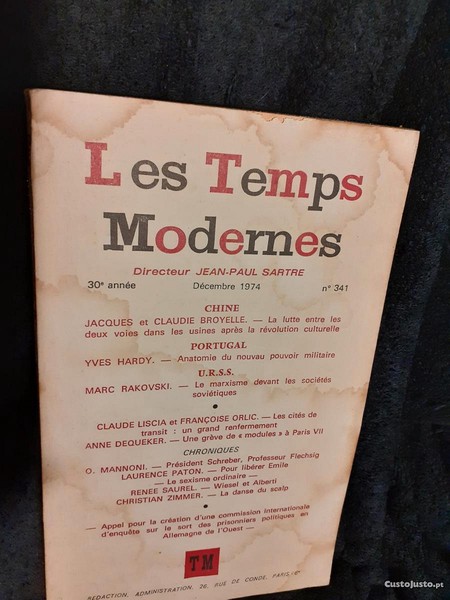 Les Temps
Modernes
Directeur JEAN-PAUL SARTRE
30e année Décembre 1974 n° 341
CHINE
JACQUES et CLAUDIE BROYELLE. — La lutte entre les
deux voies dans les usines après la révolution culturelle
PORTUGAL
YVES HARDY. — Anatomie du nouvau pouvoir militaire
U.R.S.S.
MARC RAKOVSKI. — Le marxisme devant les sociétés
soviétiques
•
CLAUDE LISCIA et FRANÇOISE ORLIC. — Les cités de
transit : un grand renfermement
ANNE DEQUEKER. — Une grève de « modules » à Paris VII
CHRONIQUES
O. MANNONI. — Président Schreber, Professeur Flechsig
LAURENCE PATON. — Pour libérer Emile
— Le sexisme ordinaire —
RENEE SAUREL. — Wiesel et Alberti
CHRISTIAN ZIMMER. — La danse du scalp
•
— Appel pour la création d'une commission internationale
d'enquête sur le sort des prisonniers politiques en
Allemagne de l'Ouest —
TM
REDACTION, ADMINISTRATION, 26, RUE DE CONDE, PARIS
CustoJusto.pt